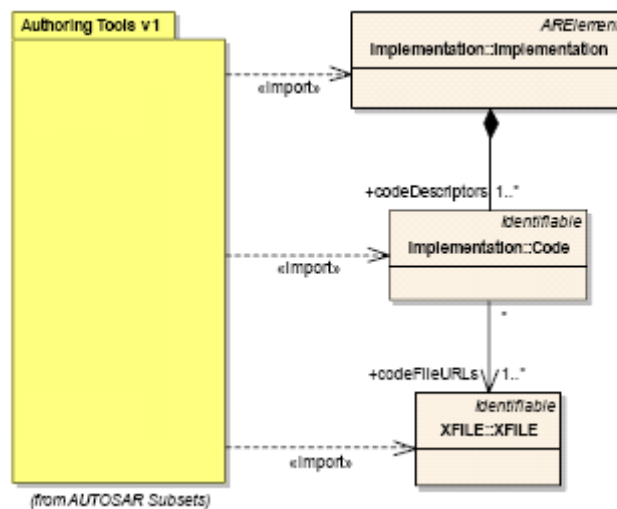 Authoring Tools v1
ARElement
Implementation::Implementation
«import»
+codeDescriptors 1..*
Identifiable
Implementation::Code
«import»
*
+codeFileURLs 1..*
Identifiable
XFILE::XFILE
«import»
(from AUTOSAR Subsets)